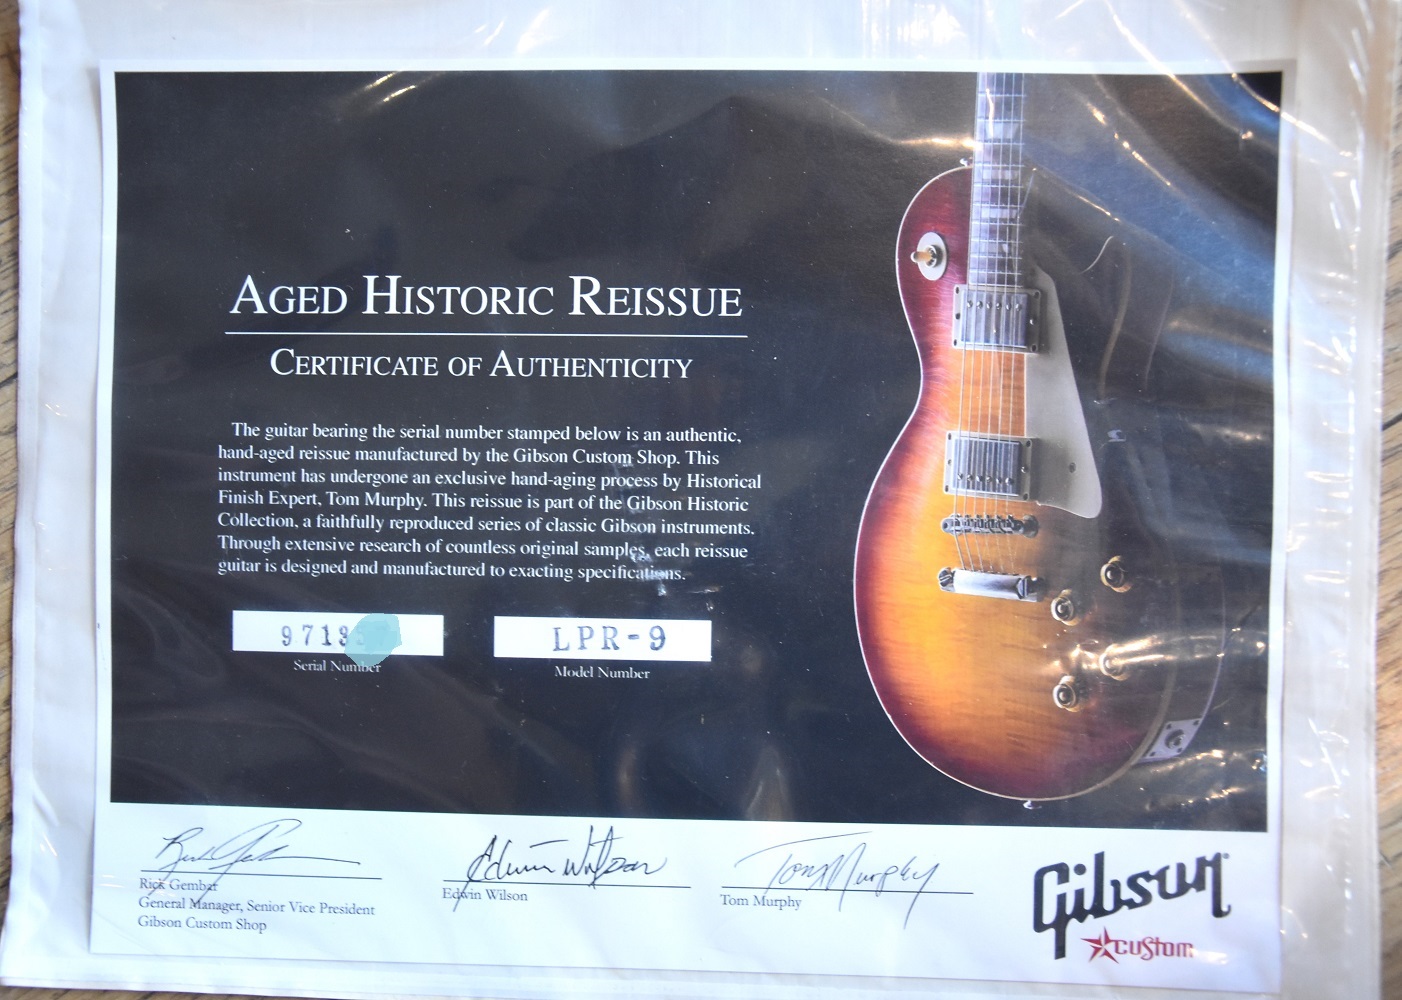 AGED HISTORIC REISSUE
CERTIFICATE OF AUTHENTICITY
The guitar bearing the serial number stamped below is an authentic,
hand-aged reissue manufactured by the Gibson Custom Shop. This
instrument has undergone an exclusive hand-aging process by Historical
Finish Expert, Tom Murphy. This reissue is part of the Gibson Historic
Collection, a faithfully reproduced series of classic Gibson instruments.
Through extensive research of countless original samples, each reissue
guitar is designed and manufactured to exacting specifications.
LPR-9
Serial Number
Model Number
Edwin Wilson
Tom Murphy
Rick Gembar
General Manager, Senior Vice President
Gibson Custom Shop
Edwin Wilson
Tom Murphy
Gibson
custom